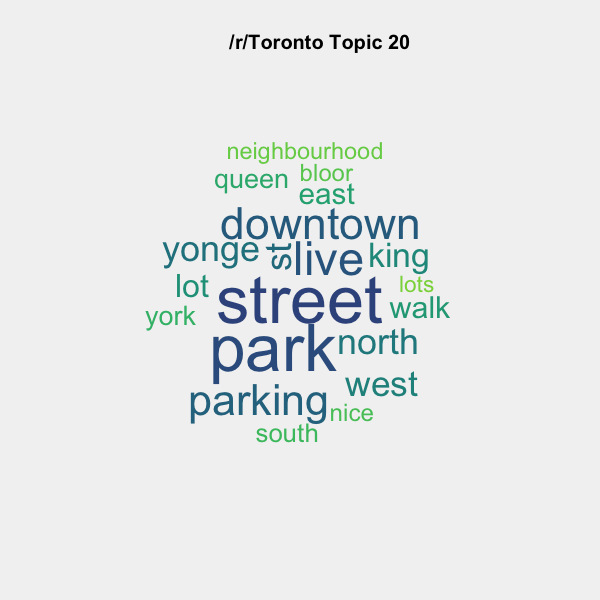 /r/Toronto Topic 20
neighbourhood
queen bloor
east
downtown
yonge st live king
lot street lots
york walk
park north
parking west
nice
south